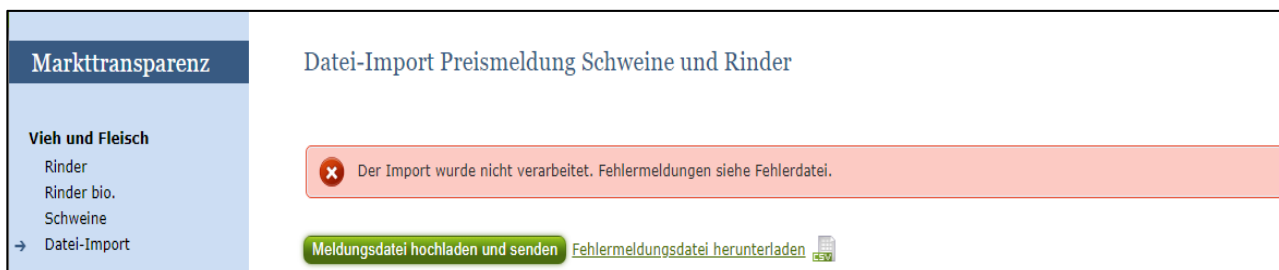 Markttransparenz
Datei-Import Preismeldung Schweine und Rinder
Vieh und Fleisch
Rinder
Rinder bio.
Schweine
Datei-Import
Der Import wurde nicht verarbeitet. Fehlermeldungen siehe Fehlerdatei.
Meldungsdatei hochladen und senden Fehlermeldungsdatei herunterladen CSV